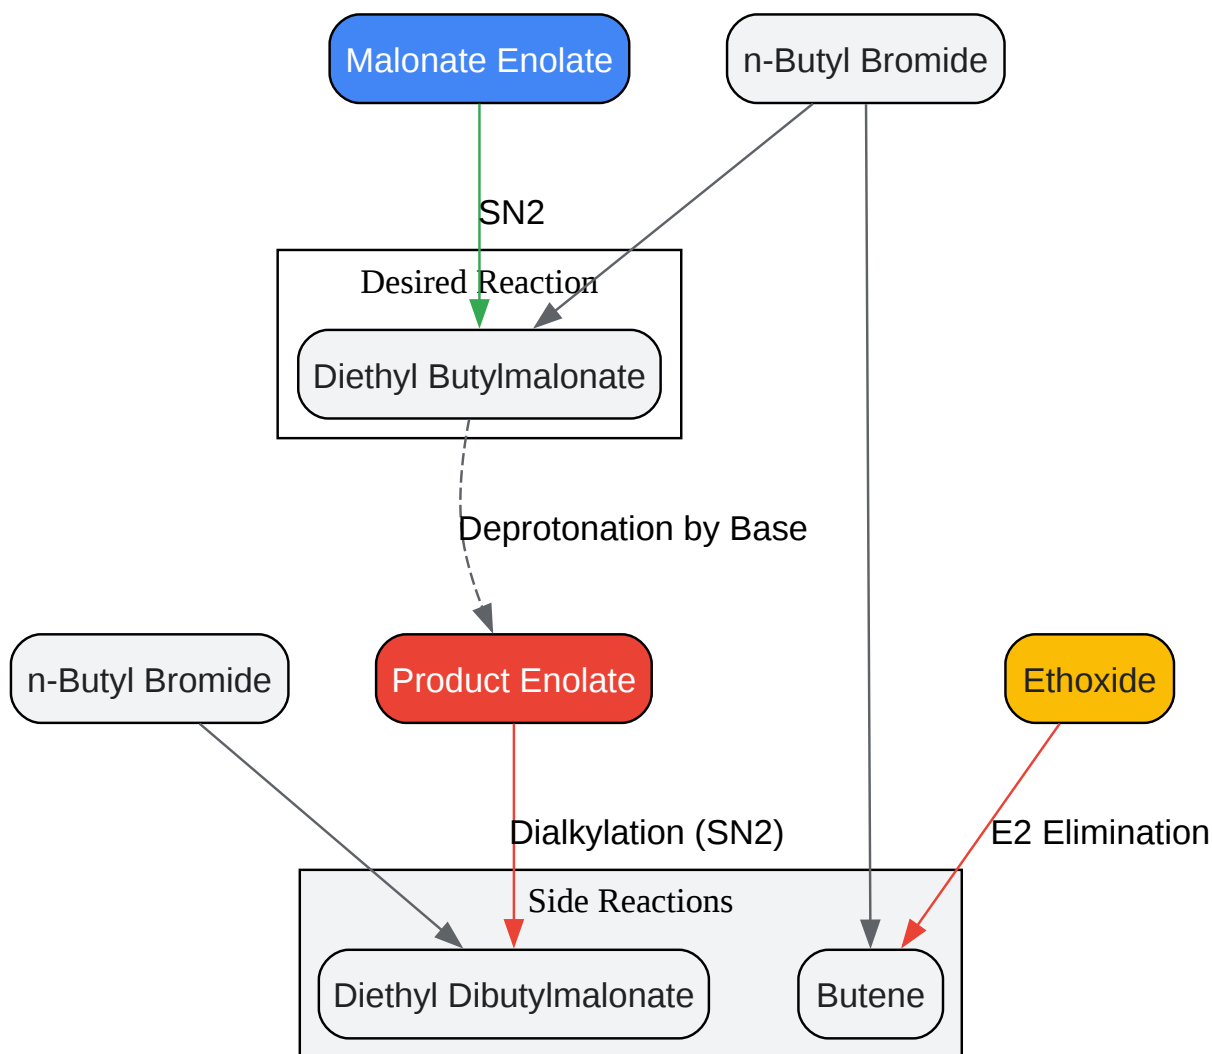 Malonate Enolate
n-Butyl Bromide
SN2
Desired Reaction
Diethyl Butylmalonate
Deprotonation by Base
n-Butyl Bromide
Product Enolate
Ethoxide
Dialkylation (SN2)
E2 Elimination
Side Reactions
Diethyl Dibutylmalonate
Butene